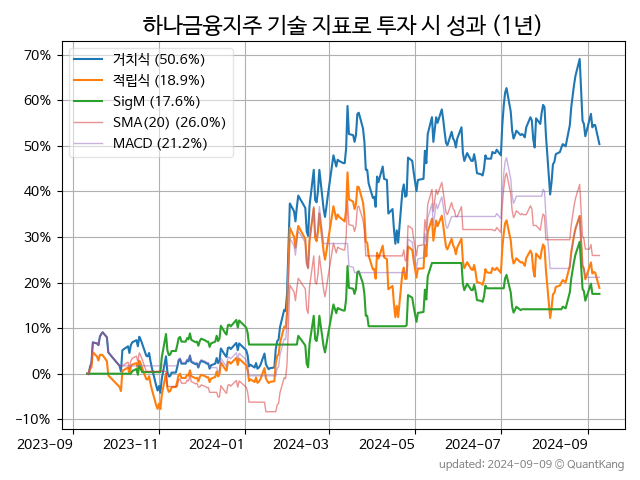 하나금융지주 기술 지표로 투자 시 성과 (1년)
거치식 (50.6%)
적립식 (18.9%)
SigM (17.6%)
SMA(20) (26.0%)
MACD (21.2%)
70%
60%
50%
40%
30%
20%
10%
0%
−10%
2023-09 2023-11 2024-01 2024-03 2024-05 2024-07 2024-09
updated: 2024-09-09 © QuantKang